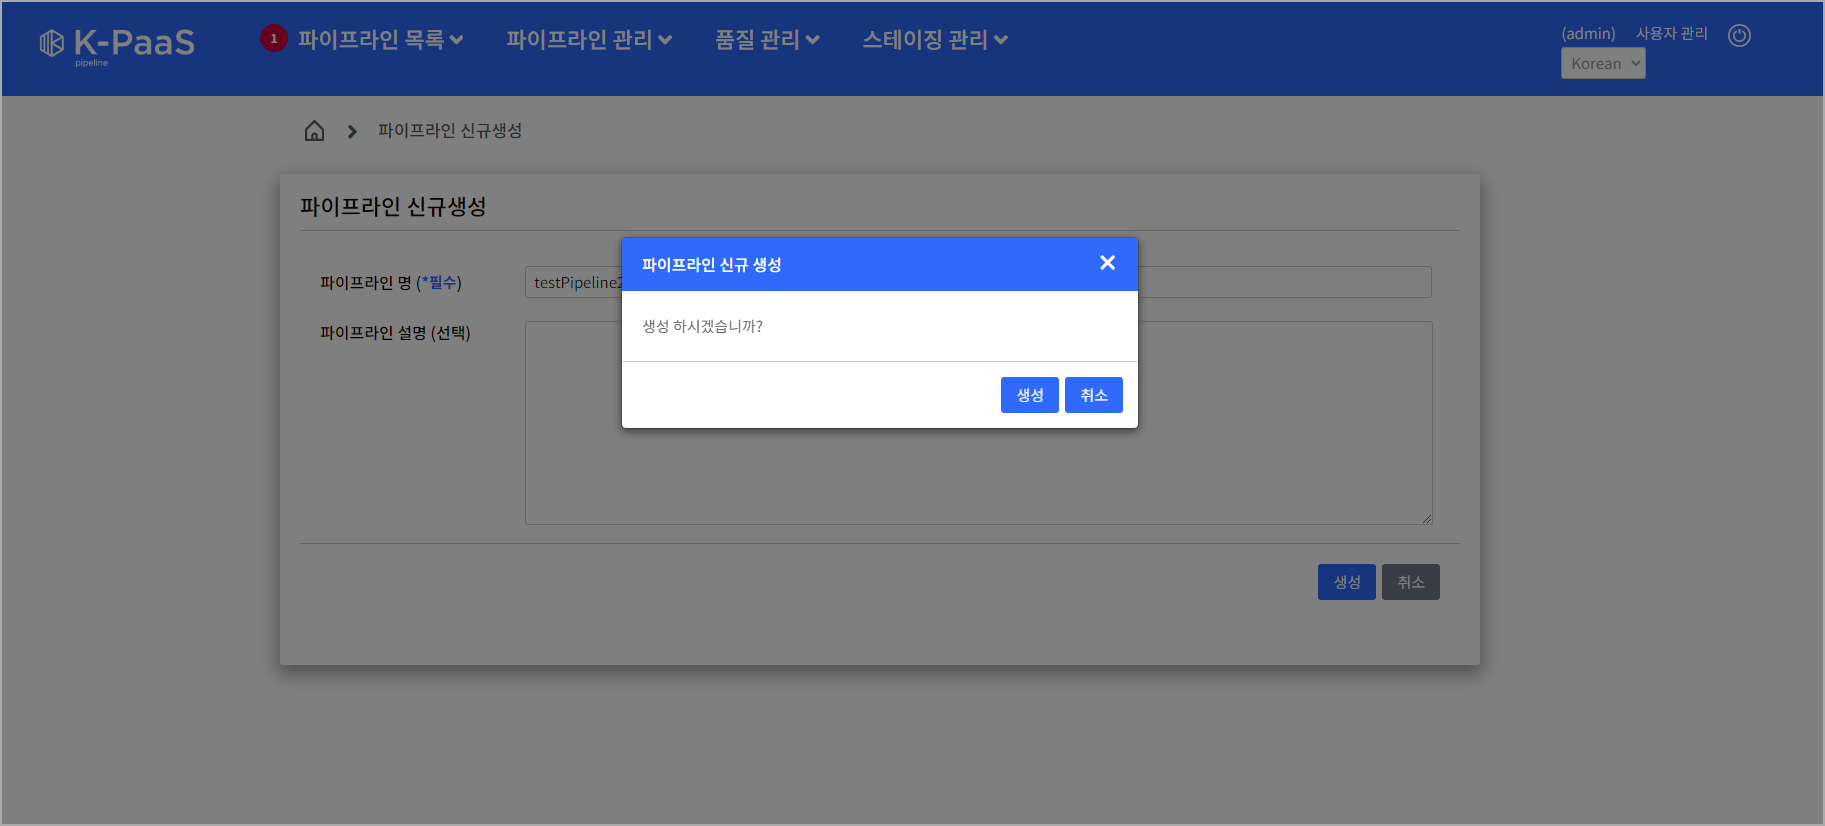 K-PaaS
pipeline
1 파이프라인 목록
파이프라인 관리
품질 관리
스테이징 관리
(admin) 사용자 관리
Korean
파이프라인 신규생성
파이프라인 신규생성
파이프라인 명 (*필수)
testPipeline2
파이프라인 설명 (선택)
파이프라인 신규 생성
생성 하시겠습니까?
생성 취소
생성 취소